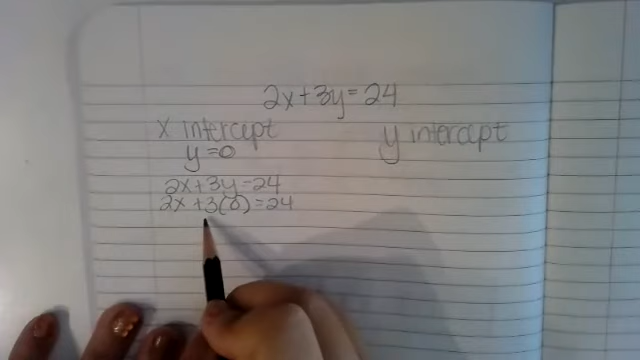 2x+3y=24
x intercept
y=0
2x+3y=24
2x+3(0)=24
y intercept